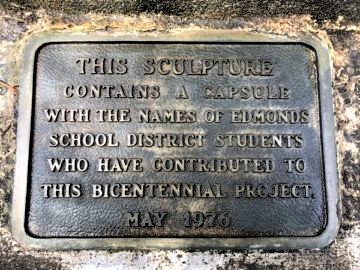 THIS SCULPTURE
CONTAINS A CAPSULE
WITH THE NAMES OF EDMONDS
SCHOOL DISTRICT STUDENTS
WHO HAVE CONTRIBUTED TO
THIS BICENTENNIAL PROJECT.
MAY 1976